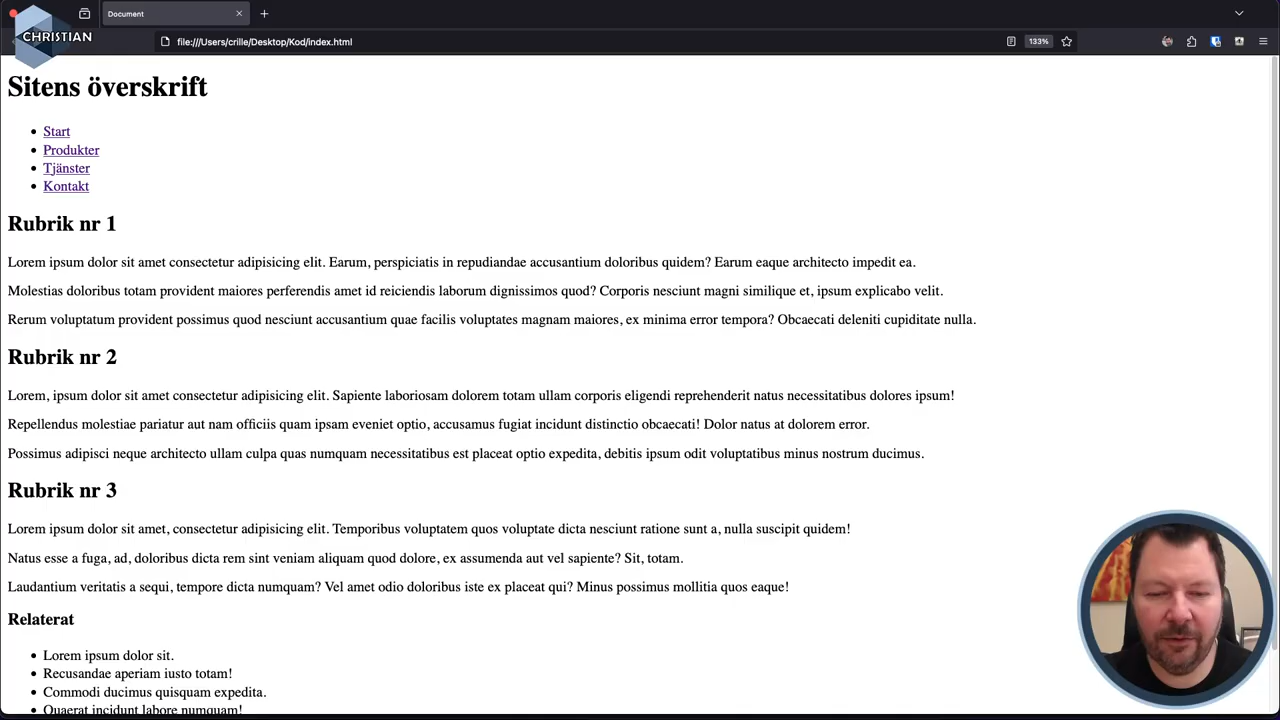 Document
CHRISTIAN
file:///Users/crille/Desktop/Kod/index.html
133%
Sitens överskrift
Start
Produkter
Tjänster
Kontakt
Rubrik nr 1
Lorem ipsum dolor sit amet consectetur adipisicing elit. Earum, perspiciatis in repudiandae accusantium doloribus quidem? Earum eaque architecto impedit ea.
Molestias doloribus totam provident maiores perferendis amet id reiciendis laborum dignissimos quod? Corporis nesciunt magni similique et, ipsum explicabo velit.
Rerum voluptatum provident possimus quod nesciunt accusantium quae facilis voluptates magnam maiores, ex minima error tempora? Obcaecati deleniti cupiditate nulla.
Rubrik nr 2
Lorem, ipsum dolor sit amet consectetur adipisicing elit. Sapiente laboriosam dolorem totam ullam corporis eligendi reprehenderit natus necessitatibus dolores ipsum!
Repellendus molestiae pariatur aut nam officiis quam ipsam eveniet optio, accusamus fugiat incidunt distinctio obcaecati! Dolor natus at dolorem error.
Possimus adipisci neque architecto ullam culpa quas numquam necessitatibus est placeat optio expedita, debitis ipsum odit voluptatibus minus nostrum ducimus.
Rubrik nr 3
Lorem ipsum dolor sit amet, consectetur adipisicing elit. Temporibus voluptatem quos voluptate dicta nesciunt ratione sunt a, nulla suscipit quidem!
Natus esse a fuga, ad, doloribus dicta rem sint veniam aliquam quod dolore, ex assumenda aut vel sapiente? Sit, totam.
Laudantium veritatis a sequi, tempore dicta numquam? Vel amet odio doloribus iste ex placeat qui? Minus possimus mollitia quos eaque!
Relaterat
Lorem ipsum dolor sit.
Recusandae aperiam iusto totam!
Commodi ducimus quisquam expedita.
Quaerat incidunt labore numquam!